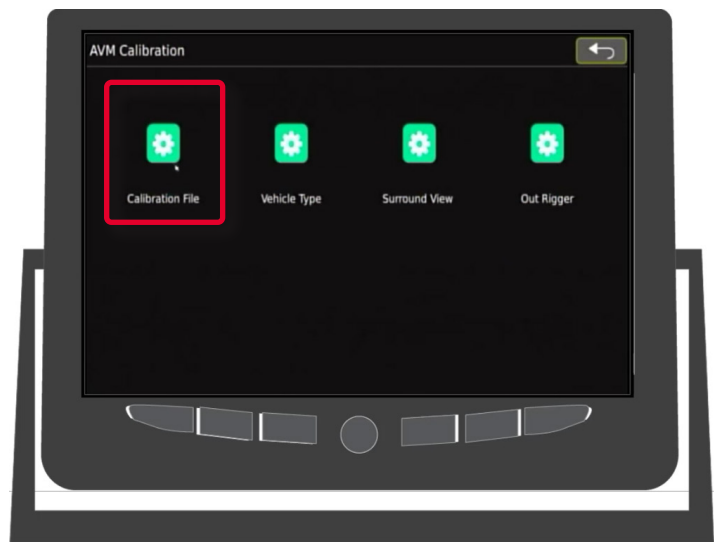 AVM Calibration
Calibration File
Vehicle Type
Surround View
Out Rigger